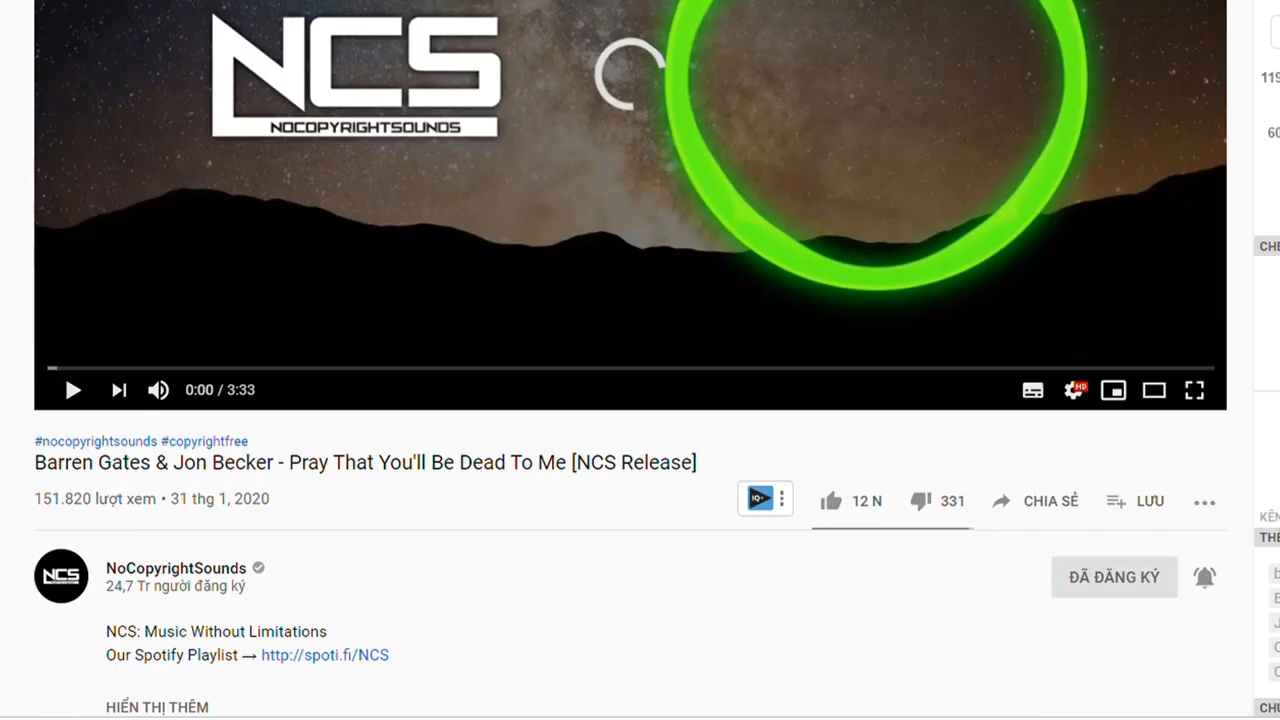 NCS
NOCOPYRIGHTSOUNDS
0:00 / 3:33
HD
#nocopyrightsounds #copyrightfree
Barren Gates & Jon Becker - Pray That You'll Be Dead To Me [NCS Release]
151.820 lượt xem • 31 thg 1, 2020
IQ
12 N
331
CHIA SẺ
LƯU
NCS
NoCopyrightSounds
24,7 Tr người đăng ký
ĐÃ ĐĂNG KÝ
NCS: Music Without Limitations
Our Spotify Playlist → http://spoti.fi/NCS
HIỂN THỊ THÊM